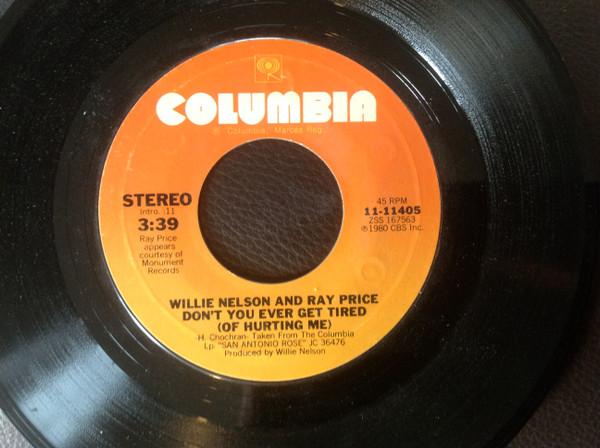 COLUMBIA
® "Columbia," Marcas Reg.
STEREO
Intro. :11
3:39
Ray Price
appears
courtesy of
Monument
Records
45 RPM
11-11405
ZSS 167563
℗1980 CBS Inc.
WILLIE NELSON AND RAY PRICE
DON'T YOU EVER GET TIRED
(OF HURTING ME)
-H. Chochran- Taken From The Columbia
Lp: "SAN ANTONIO ROSE" JC 36476
Produced by Willie Nelson